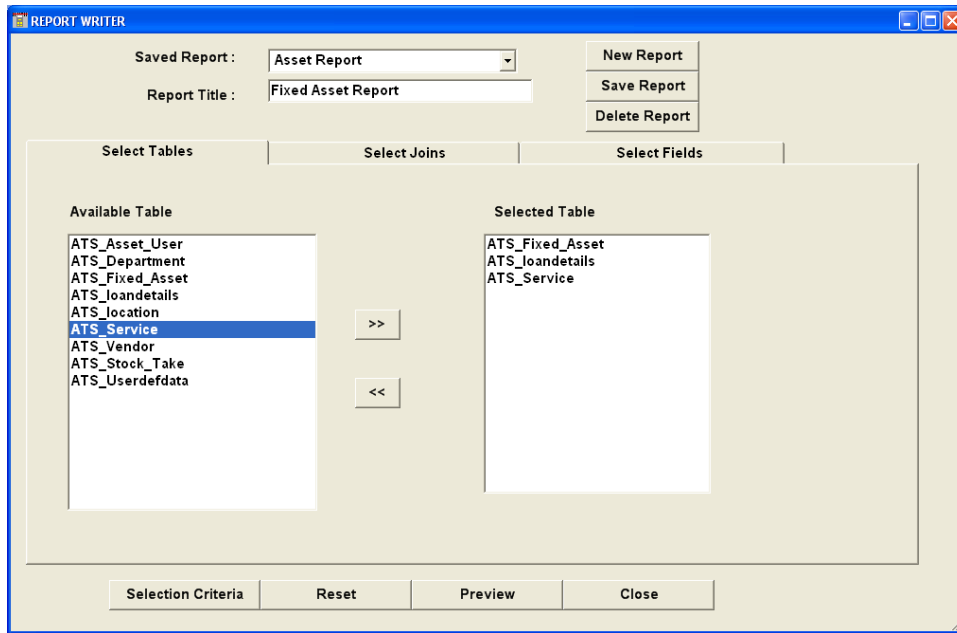 REPORT WRITER
Saved Report :
Asset Report
New Report
Report Title :
Fixed Asset Report
Save Report
Delete Report
Select Tables
Select Joins
Select Fields
Available Table
Selected Table
ATS_Asset_User
ATS_Department
ATS_Fixed_Asset
ATS_loandetails
ATS_location
ATS_Service
ATS_Vendor
ATS_Stock_Take
ATS_Userdefdata
>>
<<
ATS_Fixed_Asset
ATS_loandetails
ATS_Service
Selection Criteria
Reset
Preview
Close